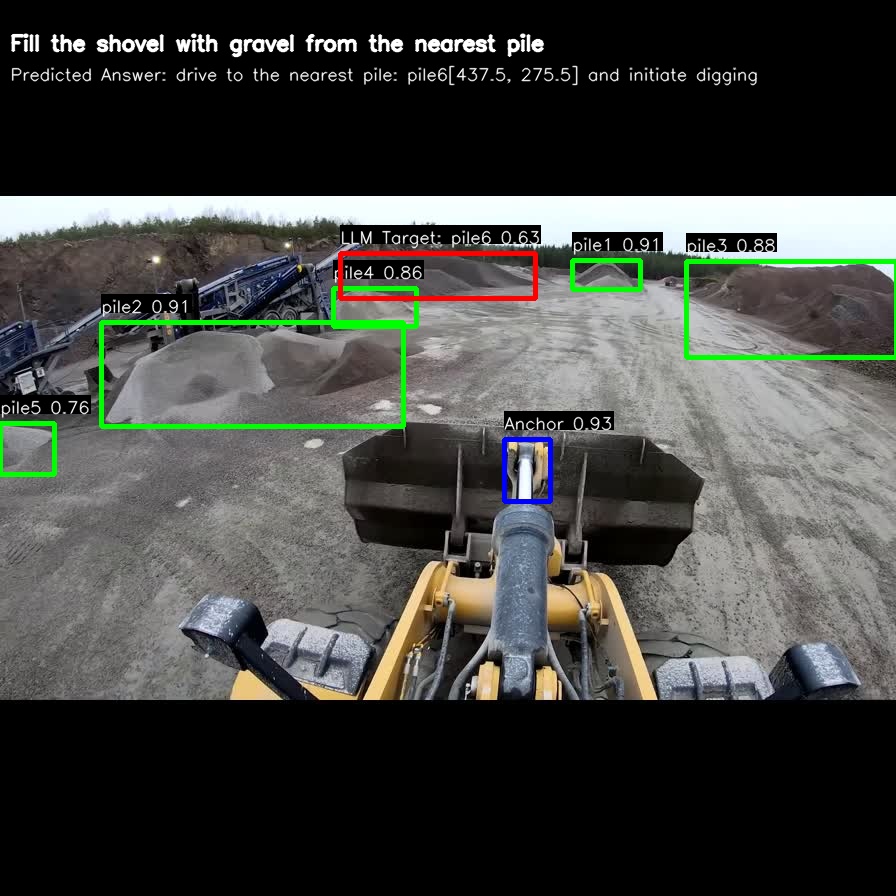 Fill the shovel with gravel from the nearest pile
Predicted Answer: drive to the nearest pile: pile6[437.5, 275.5] and initiate digging
LLM Target: pile6 0.63
pile1 0.91
pile3 0.88
pile4 0.86
pile2 0.91
pile5 0.76
Anchor 0.93